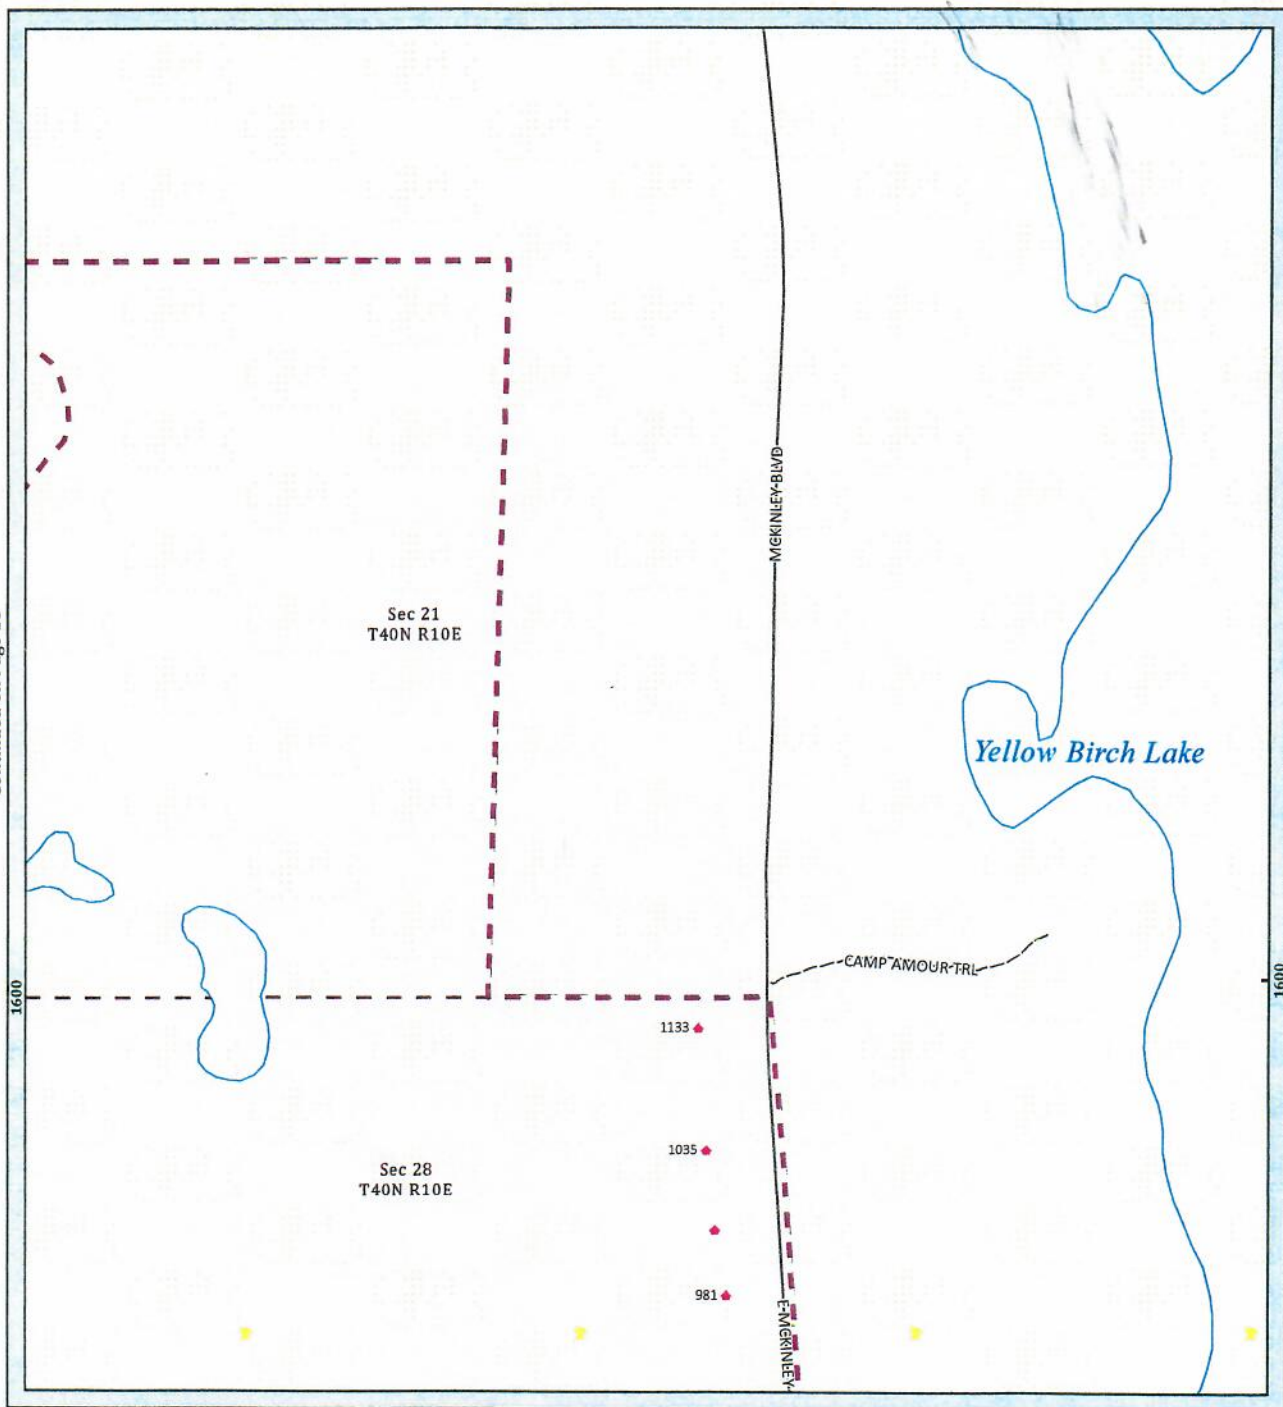 MCKINLEY BLVD
Sec 21
T40N R10E
Yellow Birch Lake
CAMP AMOUR TRL
1600
1600
1133
1035
Sec 28
T40N R10E
981
E MCKINLEY